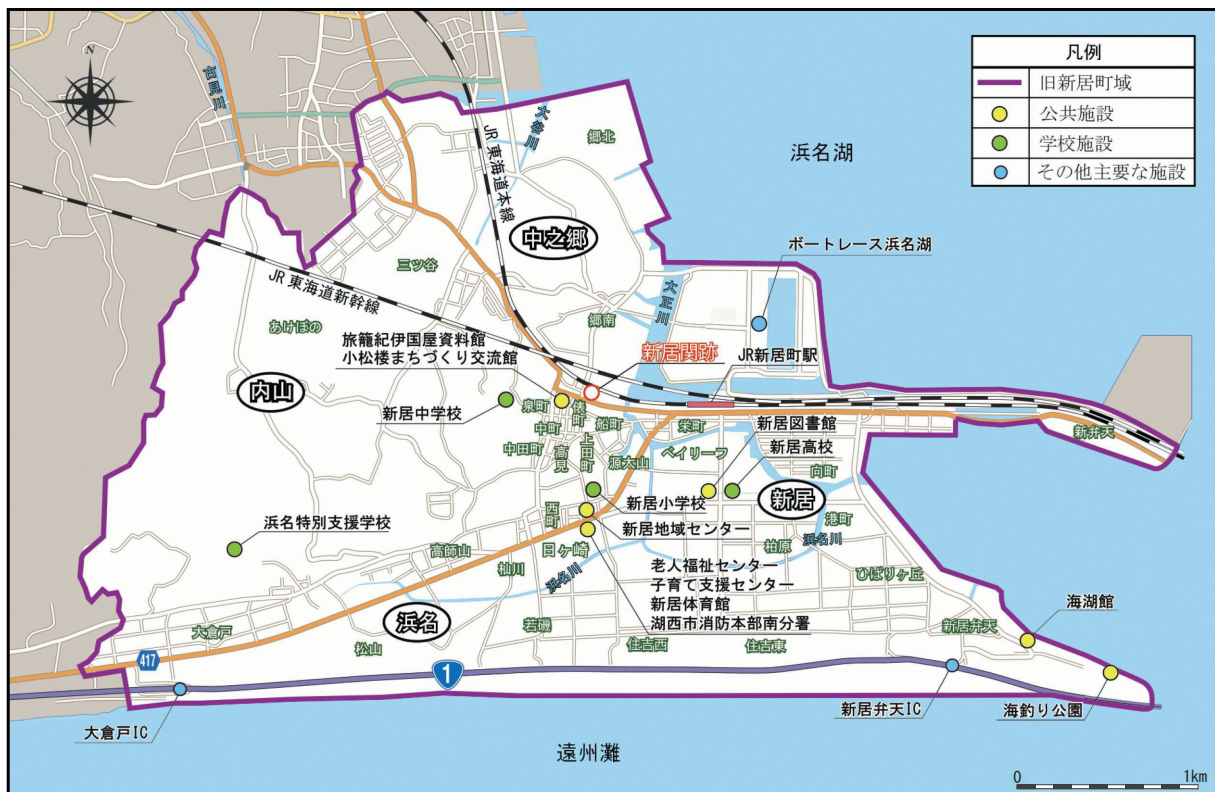 凡例
旧新居町域
公共施設
学校施設
その他主要な施設
N
古見川
大谷川
郷北
浜名湖
JR東海道本線
中之郷
三ツ谷
ボートレース浜名湖
JR東海道新幹線
大正川
あけぼの
郷南
旅籠紀伊国屋資料館
小松楼まちづくり交流館
新居関跡
JR新居町駅
内山
新居中学校
泉町
俵町
船町
栄町
新居図書館
新弁天
中町
中田町
高見
上田町
源太山
ベイリーフ
新居高校
向町
新居
新居小学校
西町
港町
浜名特別支援学校
新居地域センター
高師山
日ケ崎
柏原
浜名川
杣川
浜名川
老人福祉センター
子育て支援センター
新居体育館
湖西市消防本部南分署
ひばりケ丘
海湖館
浜名
若磯
大倉戸
新居弁天
松山
住吉西
住吉東
417
1
大倉戸IC
新居弁天IC
海釣り公園
遠州灘
0
1km